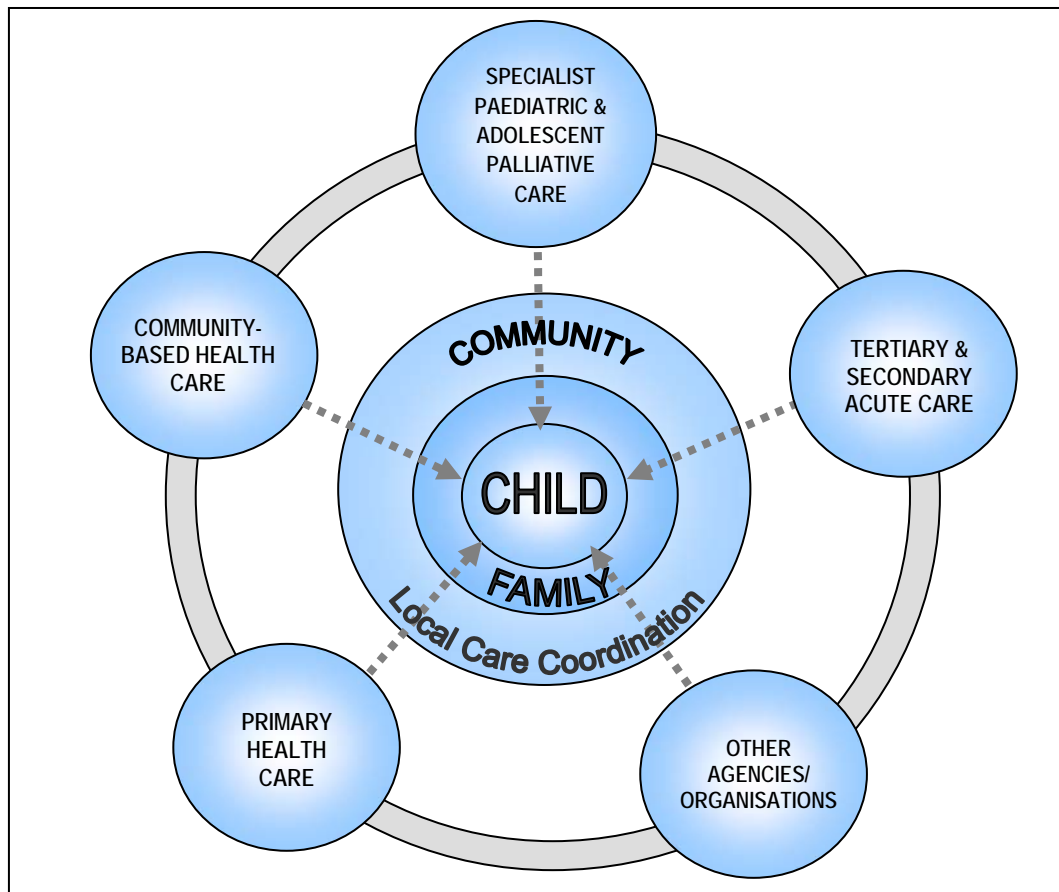 SPECIALIST
PAEDIATRIC &
ADOLESCENT
PALLIATIVE
CARE
COMMUNITY-
BASED HEALTH
CARE
TERTIARY &
SECONDARY
ACUTE CARE
COMMUNITY
CHILD
FAMILY
Local Care Coordination
PRIMARY
HEALTH
CARE
OTHER
AGENCIES/
ORGANISATIONS